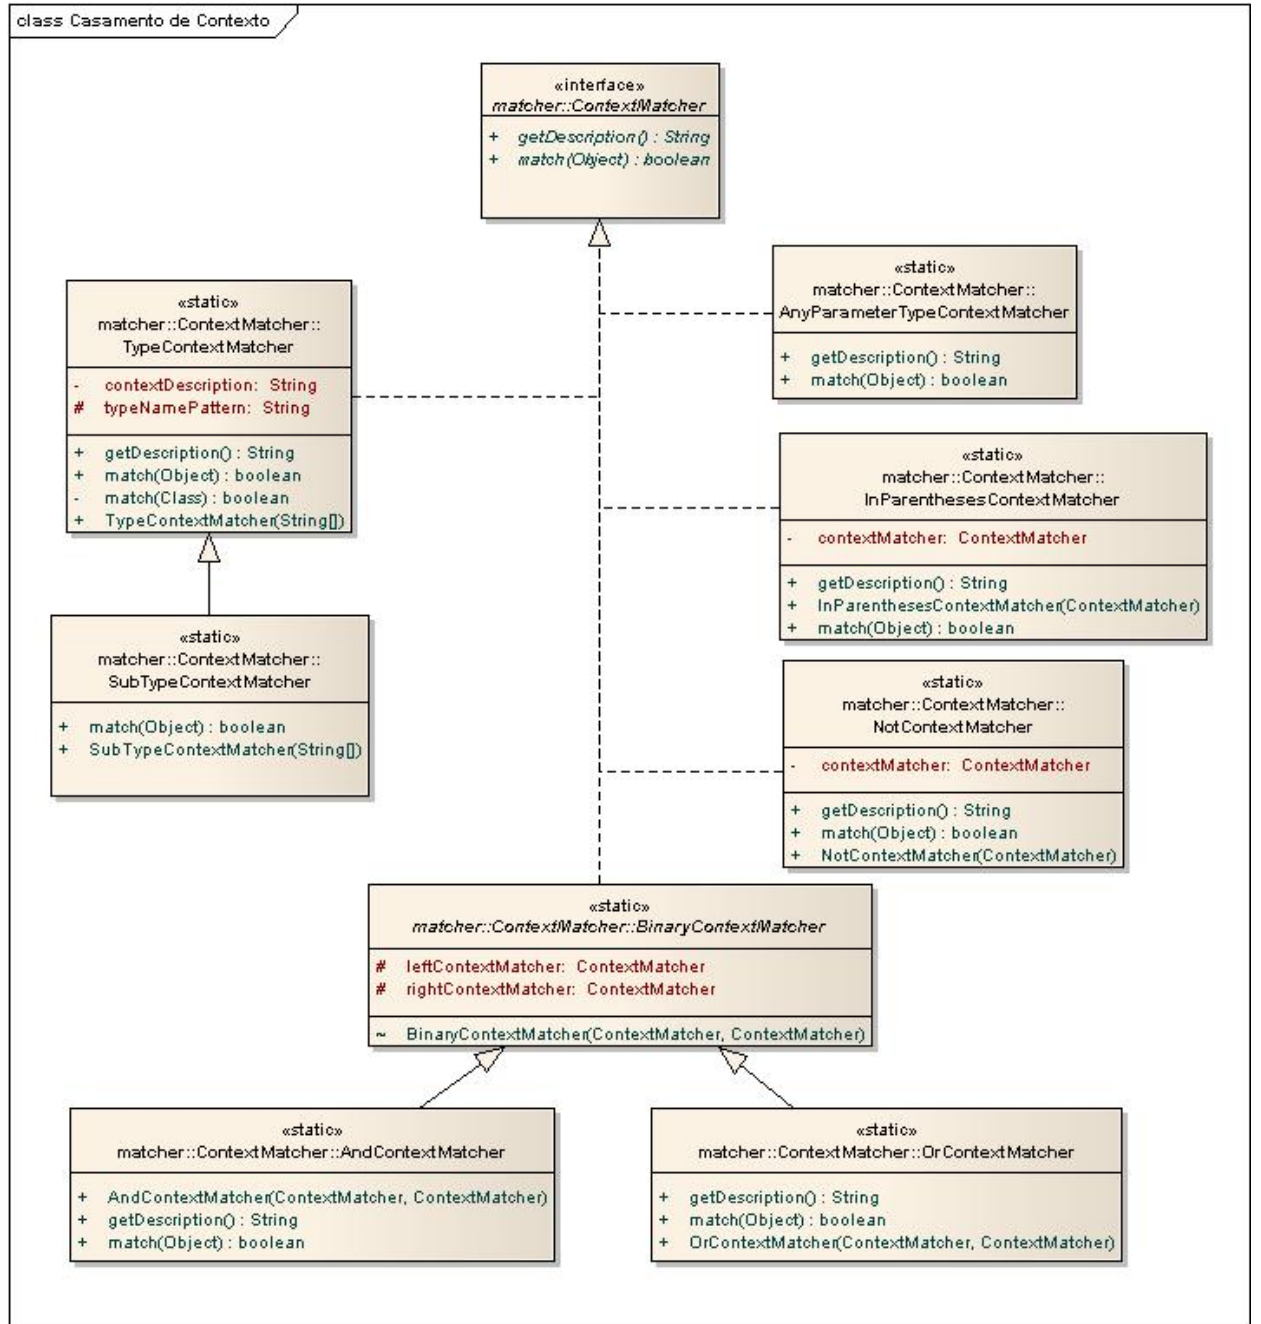 class Casamento de Contexto
«interface»
matcher::ContextMatcher
+ getDescription() : String
+ match(Object) : boolean
«static»
matcher::ContextMatcher::
AnyParameterTypeContextMatcher
+ getDescription() : String
+ match(Object) : boolean
«static»
matcher::ContextMatcher::
TypeContextMatcher
- contextDescription: String
# typeNamePattern: String
+ getDescription() : String
+ match(Object) : boolean
- match(Class) : boolean
+ TypeContextMatcher(String[])
«static»
matcher::ContextMatcher::
InParenthesesContextMatcher
- contextMatcher: ContextMatcher
+ getDescription() : String
+ InParenthesesContextMatcher(ContextMatcher)
+ match(Object) : boolean
«static»
matcher::ContextMatcher::
SubTypeContextMatcher
+ match(Object) : boolean
+ SubTypeContextMatcher(String[])
«static»
matcher::ContextMatcher::
NotContextMatcher
- contextMatcher: ContextMatcher
+ getDescription() : String
+ match(Object) : boolean
+ NotContextMatcher(ContextMatcher)
«static»
matcher::ContextMatcher::BinaryContextMatcher
# leftContextMatcher: ContextMatcher
# rightContextMatcher: ContextMatcher
~ BinaryContextMatcher(ContextMatcher, ContextMatcher)
«static»
matcher::ContextMatcher::AndContextMatcher
+ AndContextMatcher(ContextMatcher, ContextMatcher)
+ getDescription() : String
+ match(Object) : boolean
«static»
matcher::ContextMatcher::OrContextMatcher
+ getDescription() : String
+ match(Object) : boolean
+ OrContextMatcher(ContextMatcher, ContextMatcher)